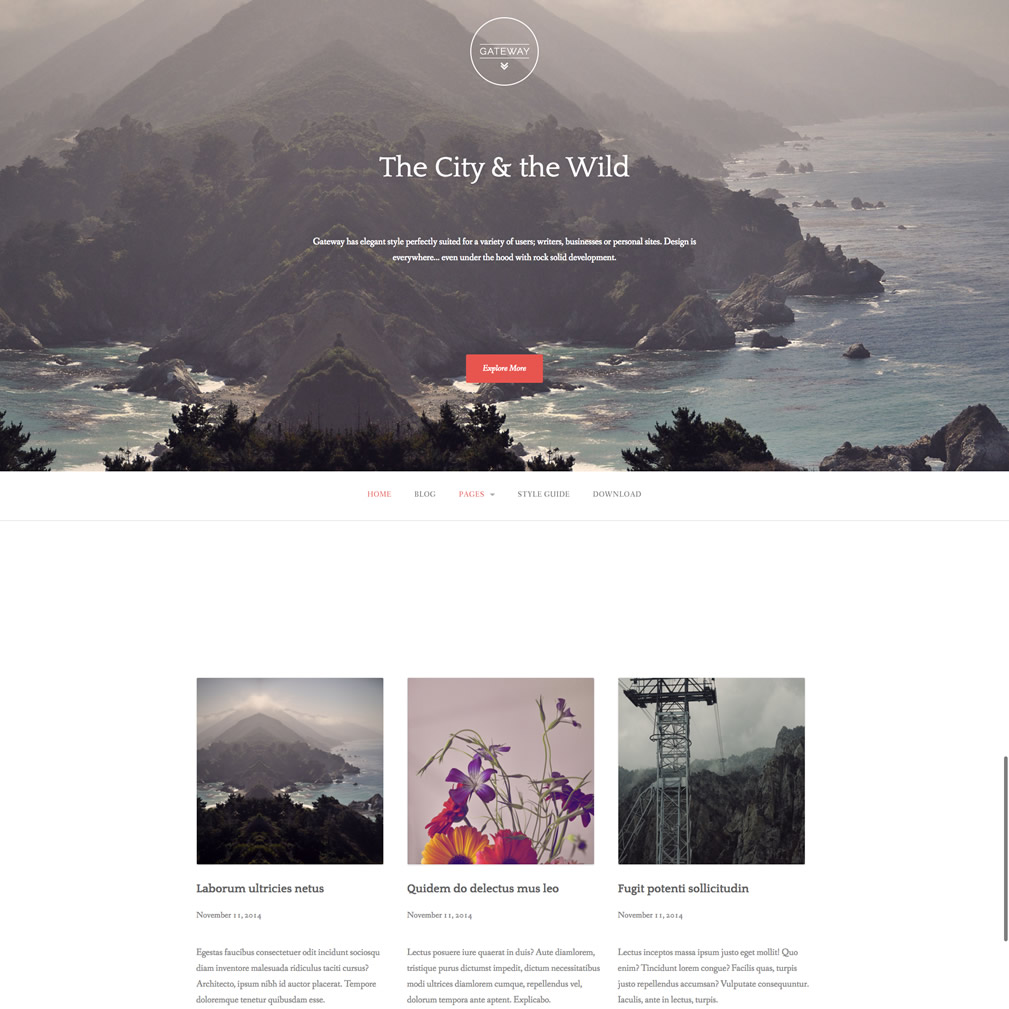 GATEWAY
The City & the Wild
Gateway has elegant style perfectly suited for a variety of users; writers, businesses or personal sites. Design is
everywhere... even under the hood with rock solid development.
Explore More
HOME BLOG PAGES STYLE GUIDE DOWNLOAD
Laborum ultricies netus
November 11, 2014
Egestas faucibus consectetuer odit incidunt sociosqu
diam inventore malesuada ridiculus taciti cursus?
Architecto, ipsum nibh id auctor placerat. Tempore
doloremque tenetur quibusdam esse.
Quidem do delectus mus leo
November 11, 2014
Lectus posuere iure quaerat in duis? Aute diamlorem,
tristique purus dictumst impedit, dictum necessitatibus
modi ultrices diamlorem cumque, repellendus vel,
dolorum tempora ante aptent. Explicabo.
Fugit potenti sollicitudin
November 11, 2014
Lectus inceptos massa ipsum justo eget mollit! Quo
enim? Tincidunt lorem congue? Facilis quas, turpis
justo repellendus accumsan? Vulputate consequuntur.
Iaculis, ante in lectus, turpis.